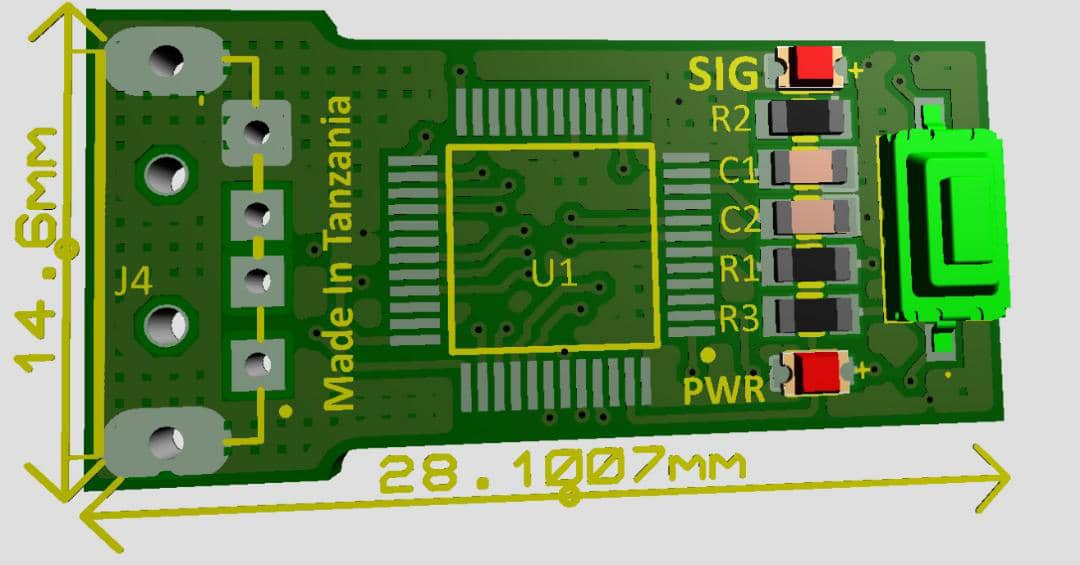 14.6mm
J4
Made In Tanzania
U1
SIG
+
R2
C1
C2
R1
R3
PWR
+
28.1007mm